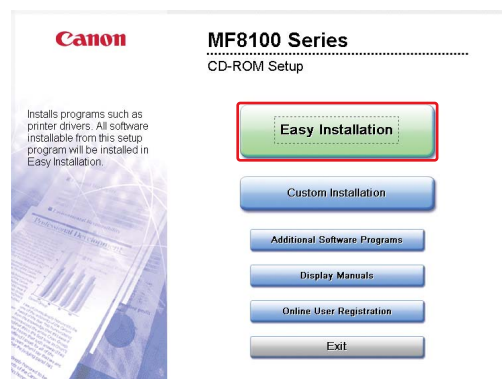 Canon
MF8100 Series
CD-ROM Setup
Installs programs such as
printer drivers. All software
installable from this setup
program will be installed in
Easy Installation.
Easy Installation
Custom Installation
Additional Software Programs
Display Manuals
Online User Registration
Exit